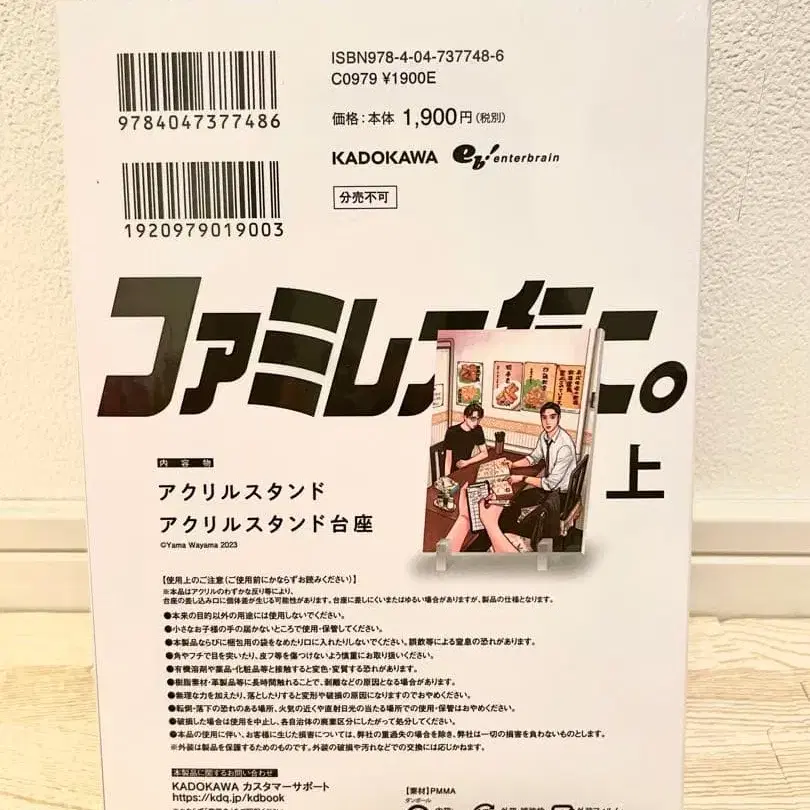 ISBN978-4-04-737748-6
C0979 ¥1900E
9784047377486
価格：本体 1,900円（税別）
KADOKAWA eb! enterbrain
分売不可
1920979019003
ファミレス行こ。
上
内容物
アクリルスタンド
アクリルスタンド台座
©Yama Wayama 2023
【使用上のご注意（ご使用前にかならずお読みください）】
※本品はアクリルのわずかな反り等により、
台座の差し込み口に個体差が生じる可能性があります。台座に差しにくいまたはゆるい場合がありますが、製品の仕様となります。
●本来の目的以外の用途には使用しないでください。
●小さなお子様の手の届かないところで使用・保管してください。
●本製品ならびに梱包用の袋をなめたり口に入れたりしないでください。誤飲等による窒息の恐れがあります。
●角やフチで目を突いたり、皮フ等を傷つけないよう慎重にお取り扱いください。
●有機溶剤や薬品・化粧品等と接触すると変色・変質する恐れがあります。
●樹脂素材・革製品等に長時間触れることで、剥離などの原因となる場合があります。
●無理な力を加えたり、落としたりすると変形や破損の原因になりますのでおやめください。
●転倒・落下の恐れのある場所、火気の近くや直射日光の当たる場所での使用・保管はおやめください。
●破損した場合は使用を中止し、各自治体の廃棄区分にしたがって処分してください。
●本品の使用に伴い、お客様に生じた損害については、弊社の重過失の場合を除き、弊社は一切の損害を負わないものとします。
※外装は製品を保護するためのものです。外装の破損や汚れなどでの交換には応じかねます。
本製品に関するお問い合わせ
KADOKAWA カスタマーサポート
https://kdq.jp/kdbook
【素材】PMMA
ダンボール